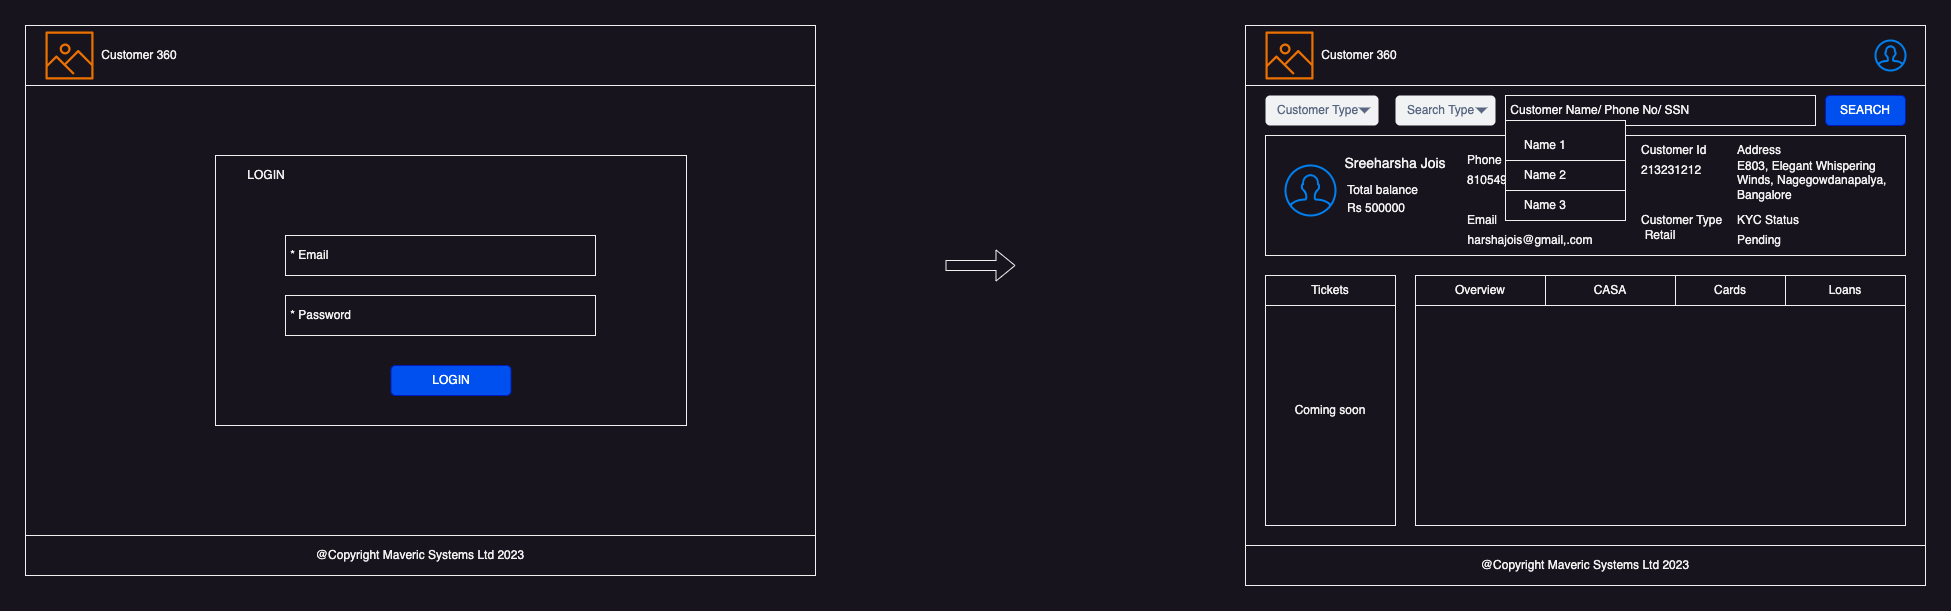 Customer 360
LOGIN
* Email
* Password
LOGIN
@Copyright Maveric Systems Ltd 2023
Customer 360
Customer Type
Search Type
Customer Name/ Phone No/ SSN
SEARCH
Name 1
Name 2
Name 3
Sreeharsha Jois
Total balance
Rs 500000
Phone
810549
Email
harshajois@gmail,.com
Customer Id
213231212
Customer Type
Retail
Address
E803, Elegant Whispering
Winds, Nagegowdanapalya,
Bangalore
KYC Status
Pending
Tickets
Coming soon
Overview
CASA
Cards
Loans
@Copyright Maveric Systems Ltd 2023